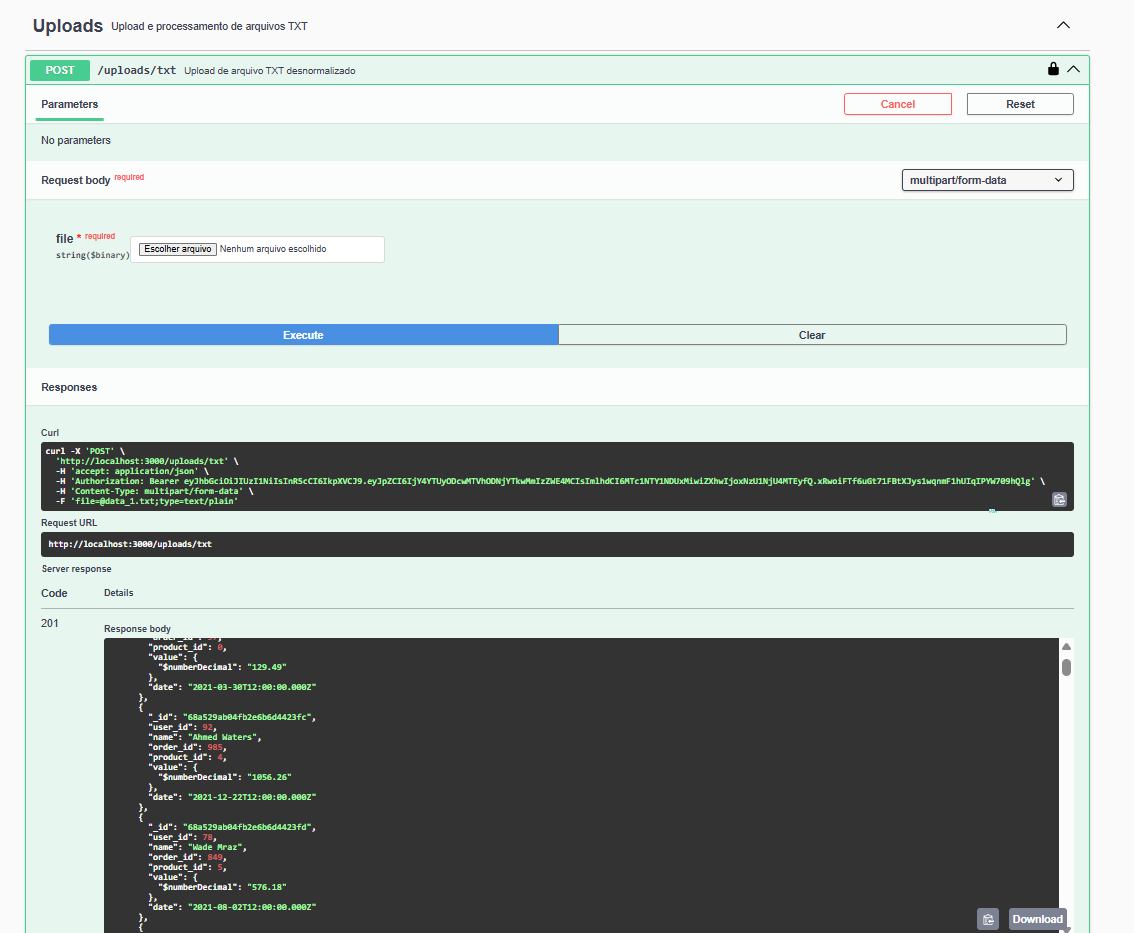 Uploads Upload e processamento de arquivos TXT
POST /uploads/txt Upload de arquivo TXT desnormalizado
Parameters
Cancel
Reset
No parameters
Request body required
multipart/form-data
file * required
string($binary)
Escolher arquivo Nenhum arquivo escolhido
Execute
Clear
Responses
Curl
curl -X 'POST' \
'http://localhost:3000/uploads/txt' \
-H 'accept: application/json' \
-H 'Authorization: Bearer
-H 'Content-Type: multipart/form-data' \
-F 'file=@data_1.txt;type=text/plain'
Request URL
http://localhost:3000/uploads/txt
Server response
Code Details
201
Response body
"product_id": 0,
"value": {
"$numberDecimal": "129.49"
},
"date": "2021-03-30T12:00:00.000Z"
},
{
"_id": "68a529ab04fb2e6b6d4423fc",
"user_id": 92,
"name": "Ahmed Waters",
"order_id": 985,
"product_id": 4,
"value": {
"$numberDecimal": "1056.26"
},
"date": "2021-12-22T12:00:00.000Z"
},
{
"_id": "68a529ab04fb2e6b6d4423fd",
"user_id": 78,
"name": "Wade Mraz",
"order_id": 849,
"product_id": 5,
"value": {
"$numberDecimal": "576.18"
},
"date": "2021-08-02T12:00:00.000Z"
},
{
Download